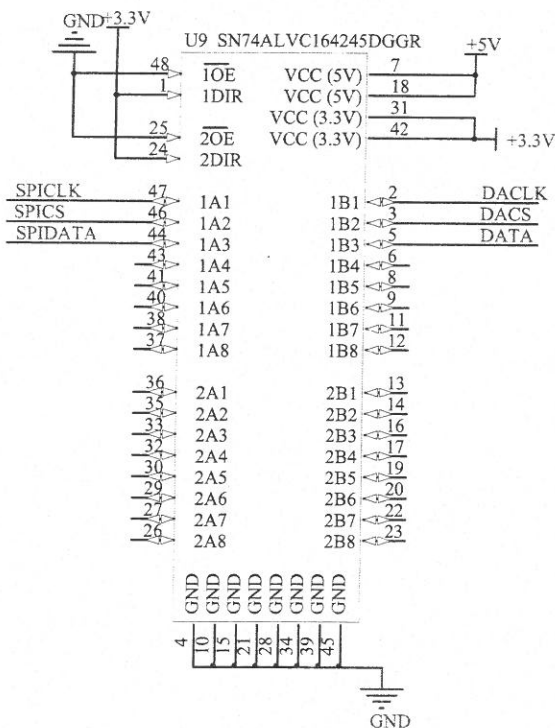 GND +3.3V
U9 SN74ALVC164245DGGR
+5V
48 1OE VCC (5V) 7
1 1DIR VCC (5V) 18
VCC (3.3V) 31
25 2OE VCC (3.3V) 42
+3.3V
24 2DIR
SPICLK 47 1A1 1B1 2 DACLK
SPICS 46 1A2 1B2 3 DACS
SPIDATA 44 1A3 1B3 5 DATA
43 1A4 1B4 6
41 1A5 1B5 8
40 1A6 1B6 9
38 1A7 1B7 11
37 1A8 1B8 12
36 2A1 2B1 13
35 2A2 2B2 14
33 2A3 2B3 16
32 2A4 2B4 17
30 2A5 2B5 19
29 2A6 2B6 20
27 2A7 2B7 22
26 2A8 2B8 23
GND GND GND GND GND GND GND GND
4 10 15 21 28 34 39 45
GND